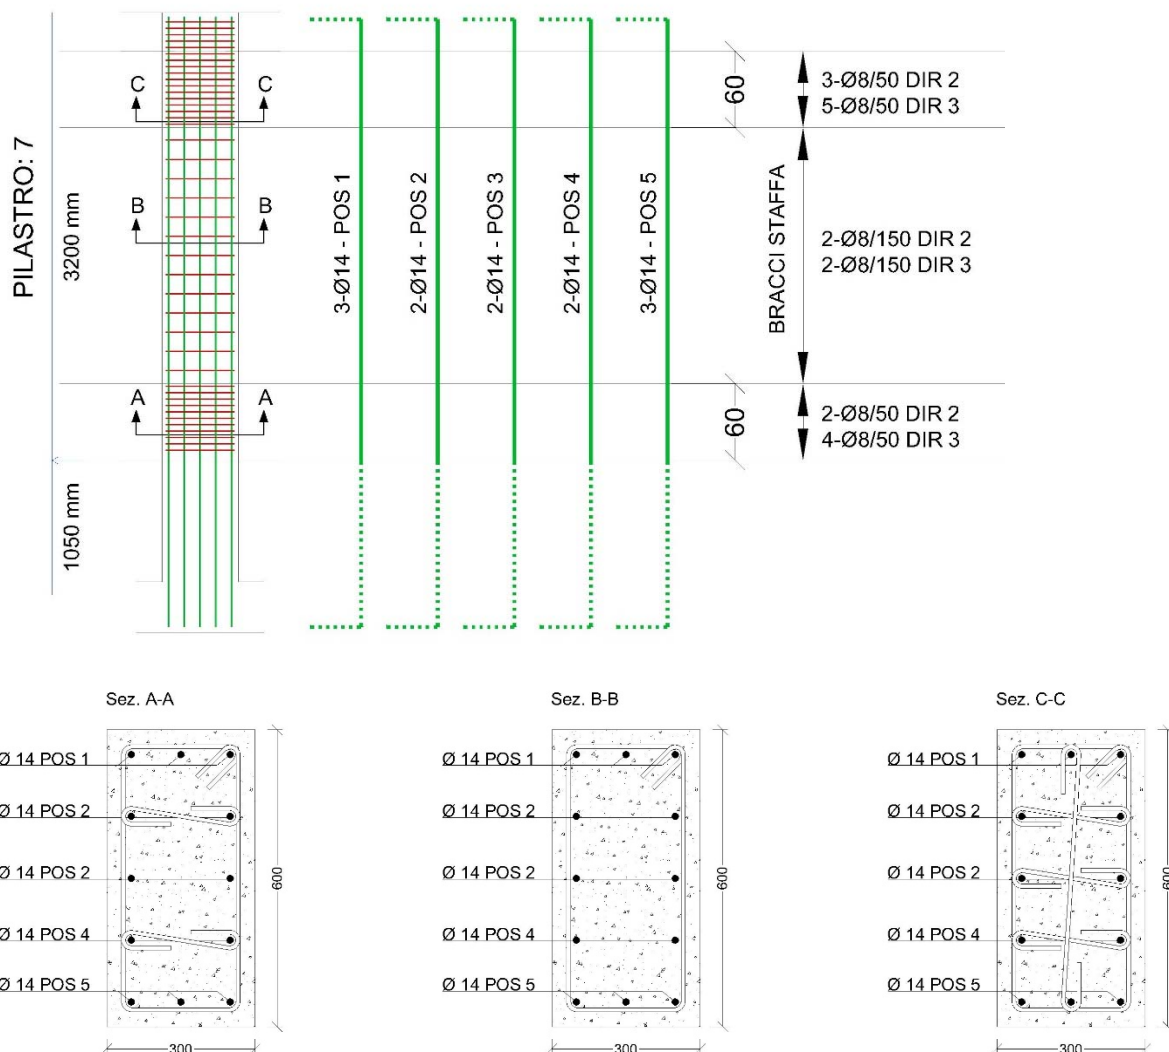 PILASTRO: 7
3200 mm
1050 mm
C
C
B
B
A
A
3-Ø14 - POS 1
2-Ø14 - POS 2
2-Ø14 - POS 3
2-Ø14 - POS 4
3-Ø14 - POS 5
60
60
BRACCI STAFFA
3-Ø8/50 DIR 2
5-Ø8/50 DIR 3
2-Ø8/150 DIR 2
2-Ø8/150 DIR 3
2-Ø8/50 DIR 2
4-Ø8/50 DIR 3
Sez. A-A
Ø 14 POS 1
Ø 14 POS 2
Ø 14 POS 2
Ø 14 POS 4
Ø 14 POS 5
600
300
Sez. B-B
Ø 14 POS 1
Ø 14 POS 2
Ø 14 POS 2
Ø 14 POS 4
Ø 14 POS 5
600
300
Sez. C-C
Ø 14 POS 1
Ø 14 POS 2
Ø 14 POS 2
Ø 14 POS 4
Ø 14 POS 5
600
300